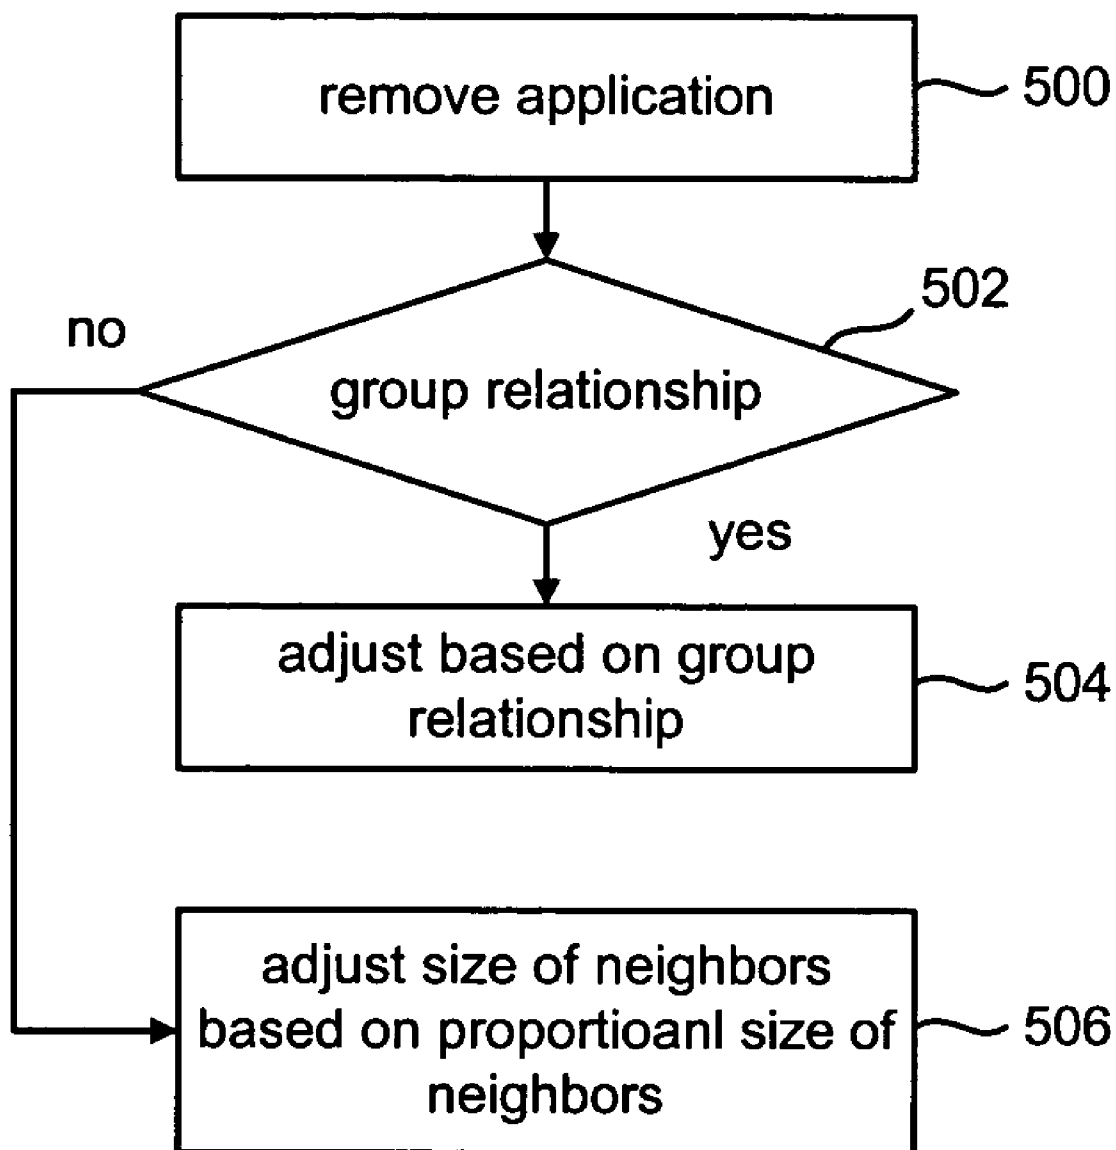 remove application
500
502
no
group relationship
yes
adjust based on group
relationship
504
adjust size of neighbors
based on proportioanl size of
neighbors
506